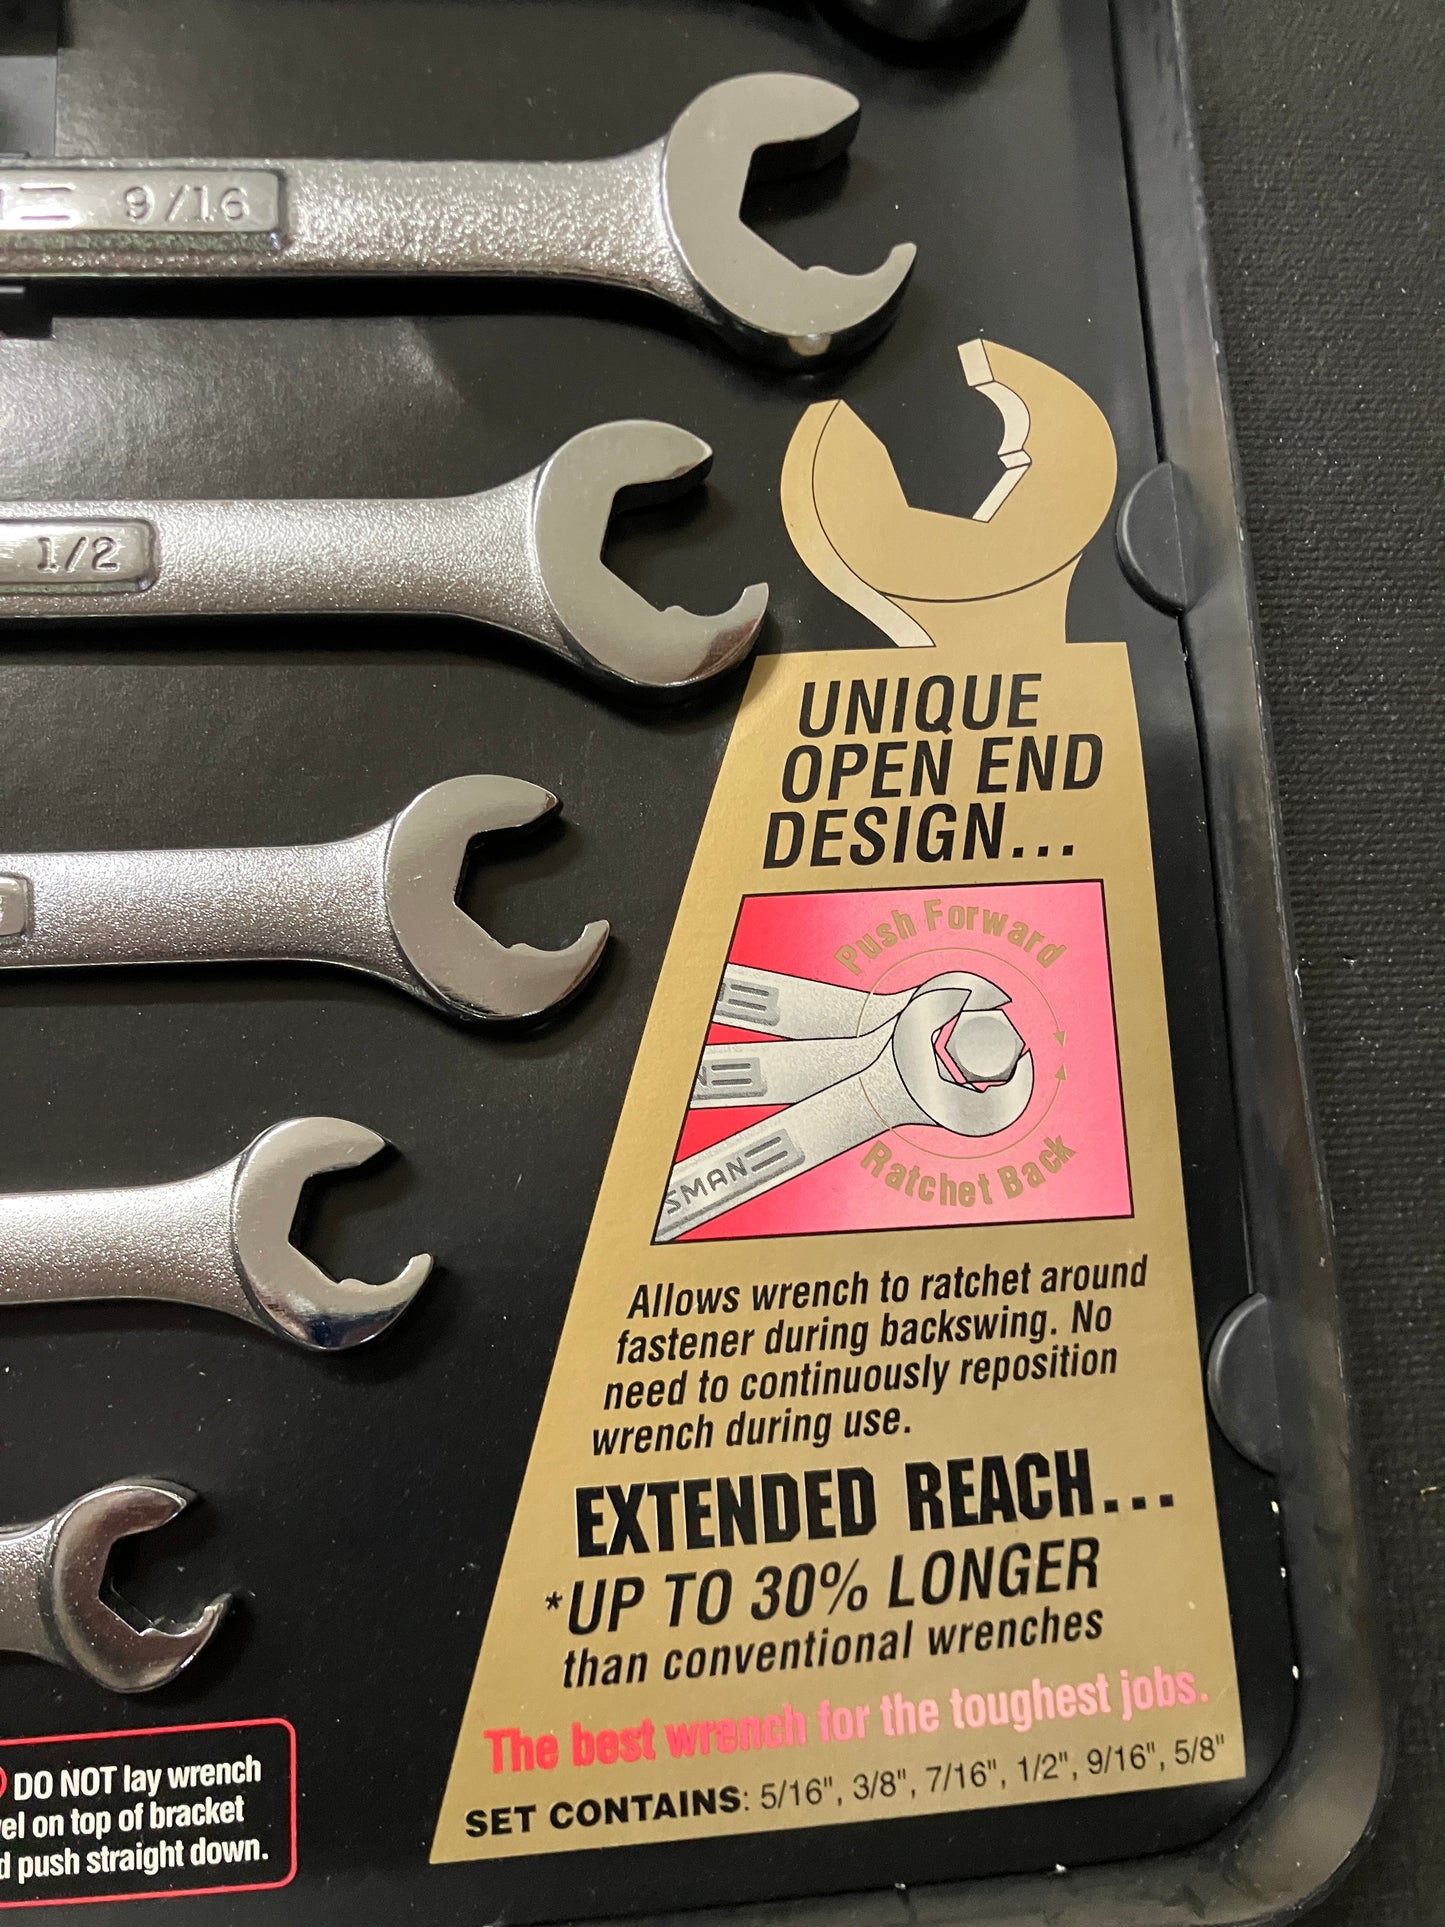 9/16
1/2
UNIQUE
OPEN END
DESIGN...
Push Forward
SMAN
Ratchet Back
Allows wrench to ratchet around
fastener during backswing. No
need to continuously reposition
wrench during use.
EXTENDED REACH...
*UP TO 30% LONGER
than conventional wrenches
The best wrench for the toughest jobs.
SET CONTAINS: 5/16", 3/8", 7/16", 1/2", 9/16", 5/8"
DO NOT lay wrench
el on top of bracket
d push straight down.